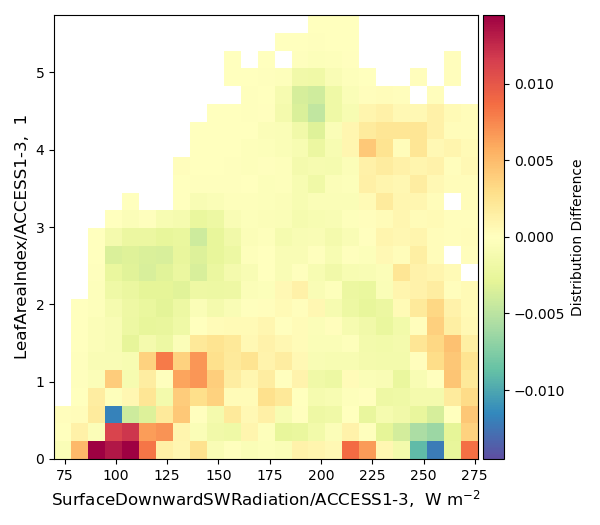 LeafAreaIndex/ACCESS1-3,  1
5
4
3
2
1
0
75 100 125 150 175 200 225 250 275
SurfaceDownwardSWRadiation/ACCESS1-3,  W m⁻²
0.010
0.005
0.000
−0.005
−0.010
Distribution Difference